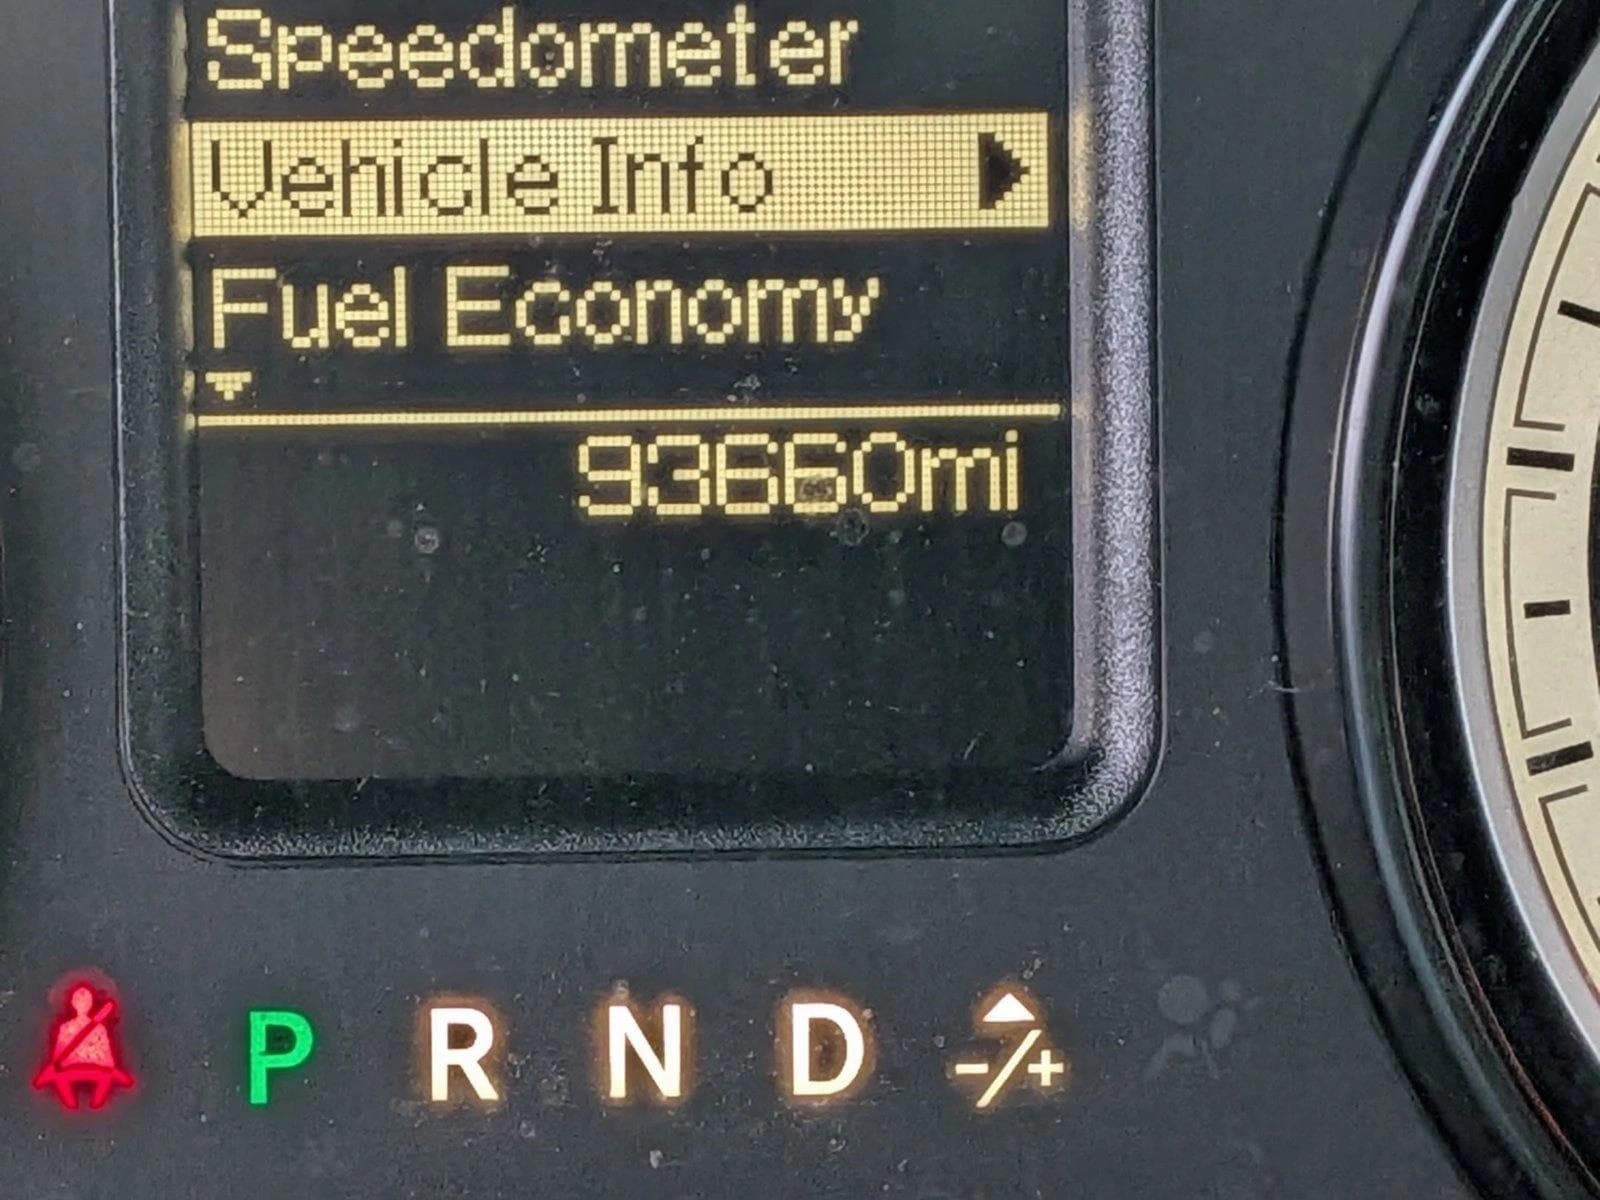 Speedometer
Vehicle Info
Fuel Economy
93660mi
P R N D -/+